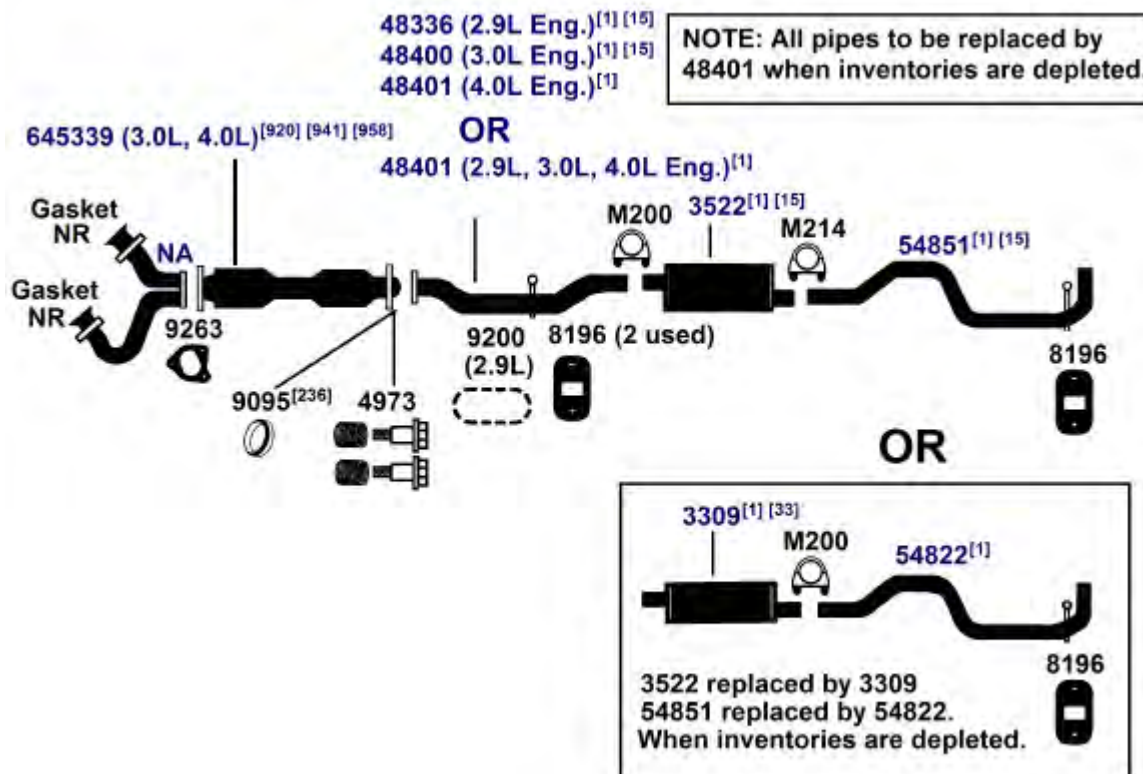 48336 (2.9L Eng.)[1] [15]
48400 (3.0L Eng.)[1] [15]
48401 (4.0L Eng.)[1]
NOTE: All pipes to be replaced by
48401 when inventories are depleted.
645339 (3.0L, 4.0L)[920] [941] [958]
OR
48401 (2.9L, 3.0L, 4.0L Eng.)[1]
Gasket
NR
NA
M200
3522[1] [15]
M214
54851[1] [15]
Gasket
NR
9263
9200
(2.9L)
8196 (2 used)
8196
9095[236]
4973
OR
3309[1] [33]
M200
54822[1]
8196
3522 replaced by 3309
54851 replaced by 54822.
When inventories are depleted.